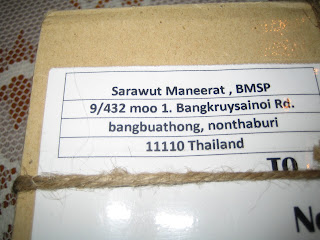 Sarawut Maneerat , BMSP
9/432 moo 1. Bangkruysainoi Rd.
bangbuathong, nonthaburi
11110 Thailand
TO